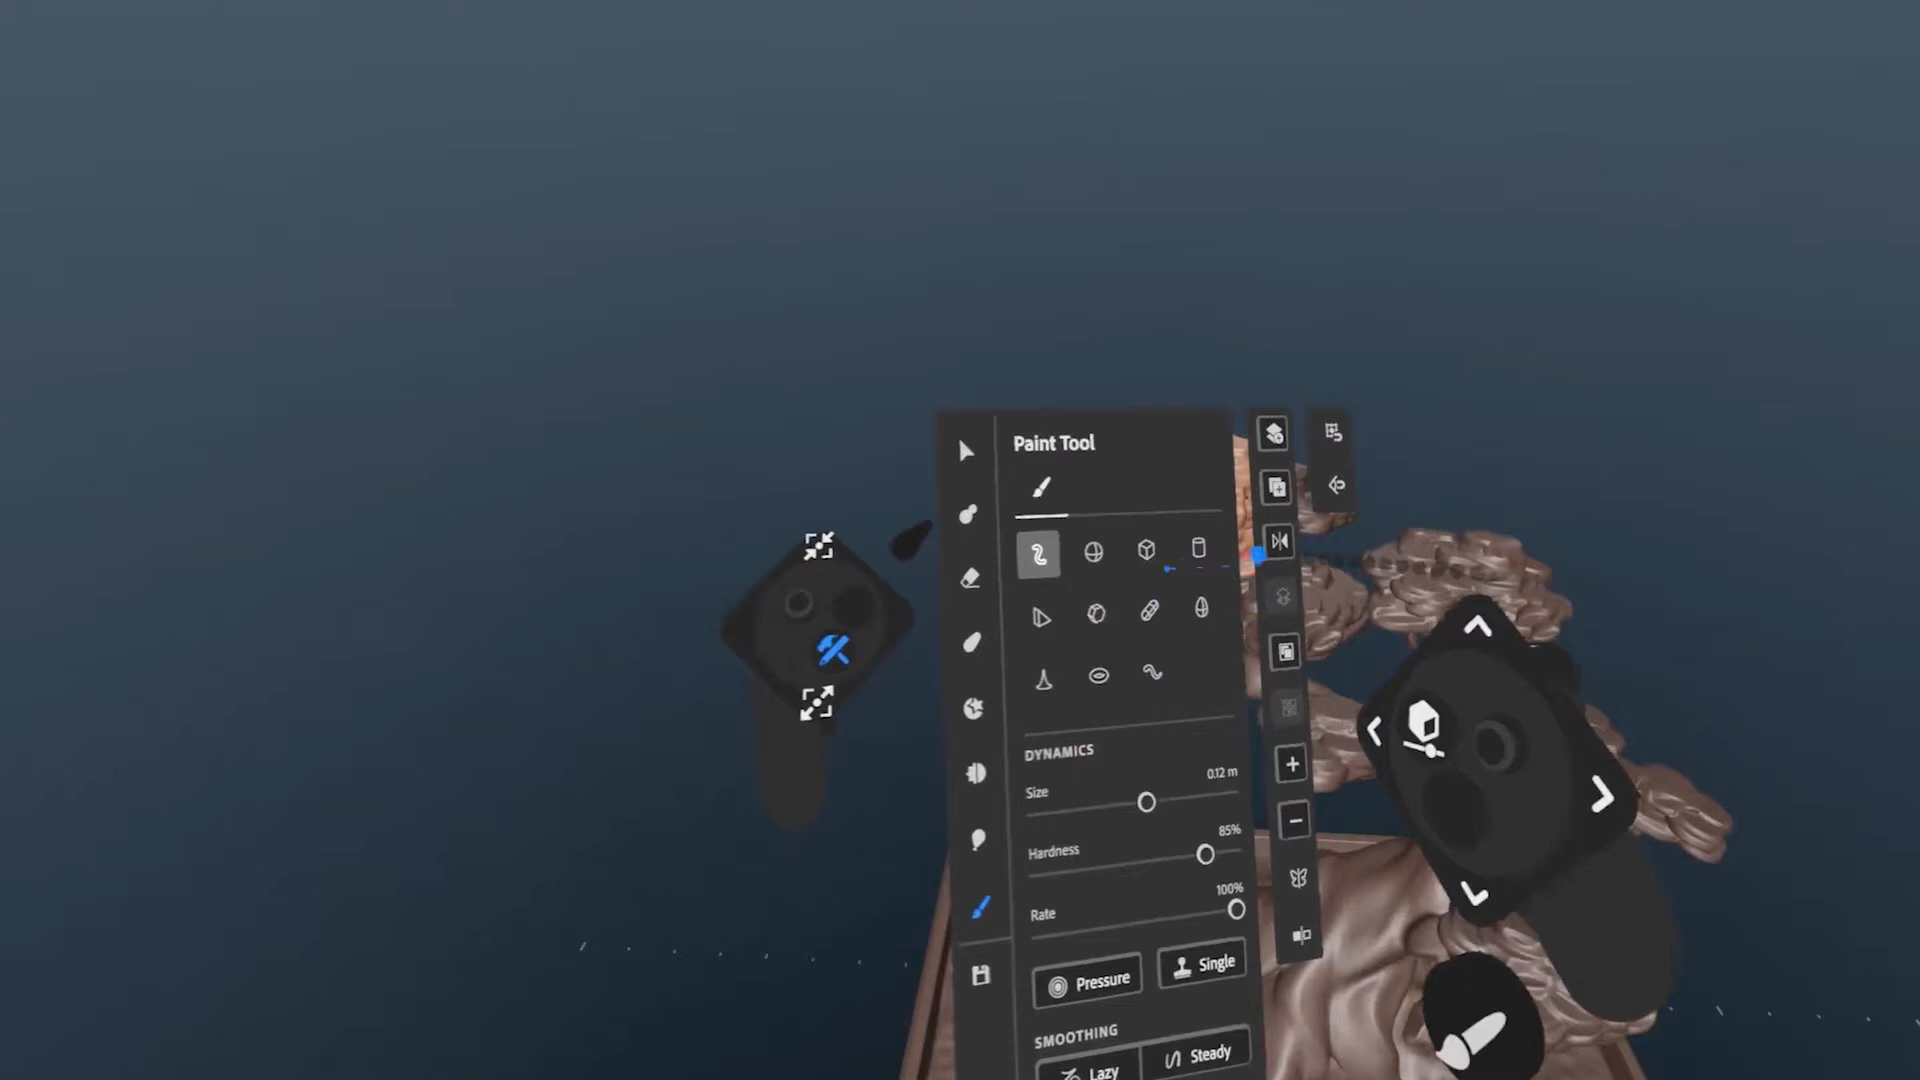 Paint Tool
DYNAMICS
0.12 m
Size
85%
Hardness
100%
Rate
Pressure
Single
SMOOTHING
Lazy
Steady